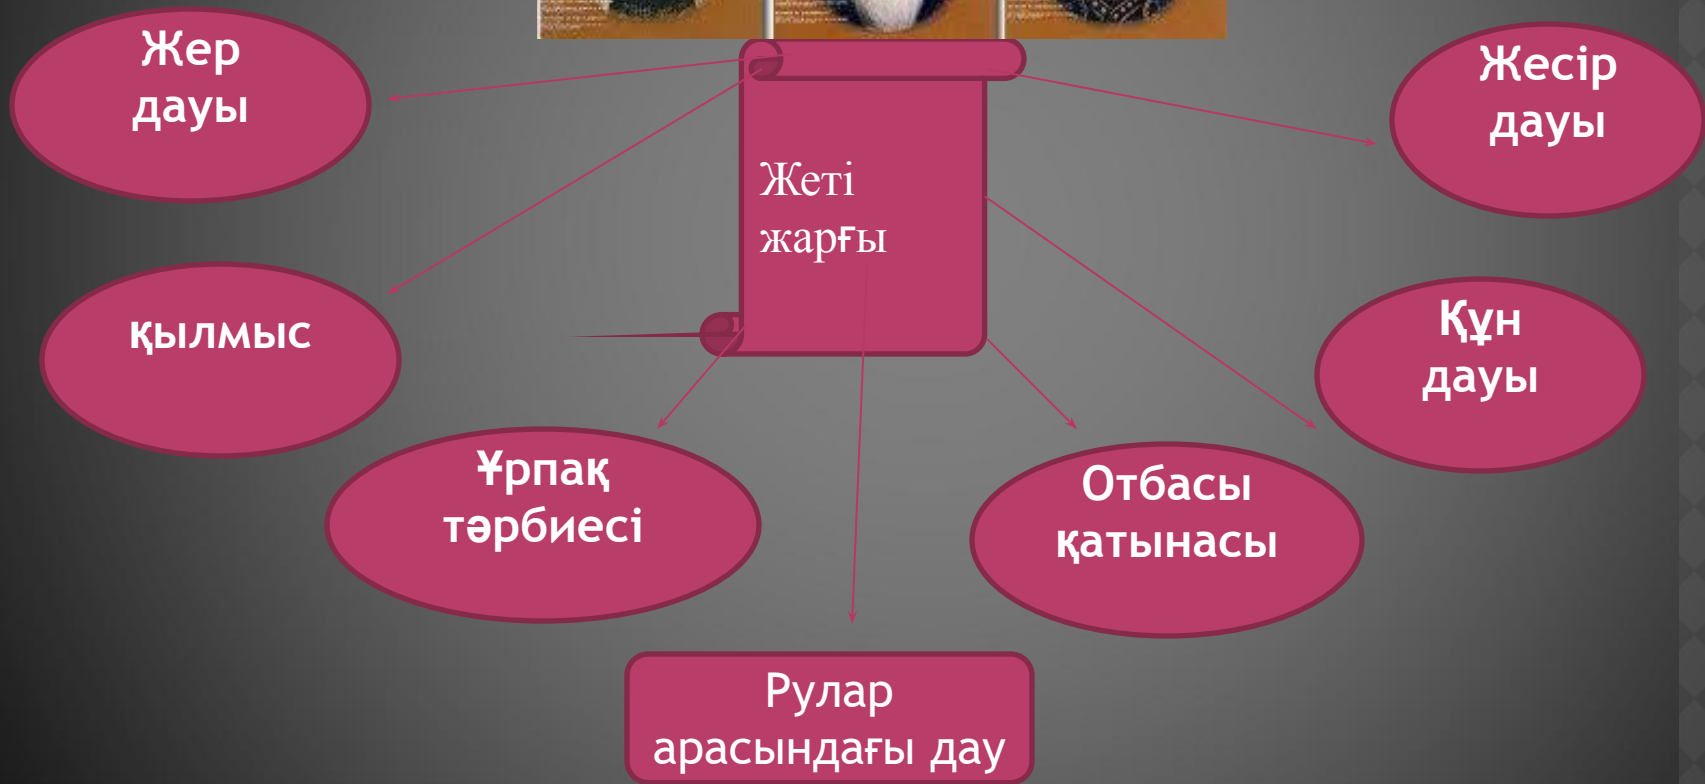 Жер
дауы
Жесір
дауы
Жеті
жарғы
қылмыс
Құн
дауы
Ұрпақ
тәрбиесі
Отбасы
қатынасы
Рулар
арасындағы дау